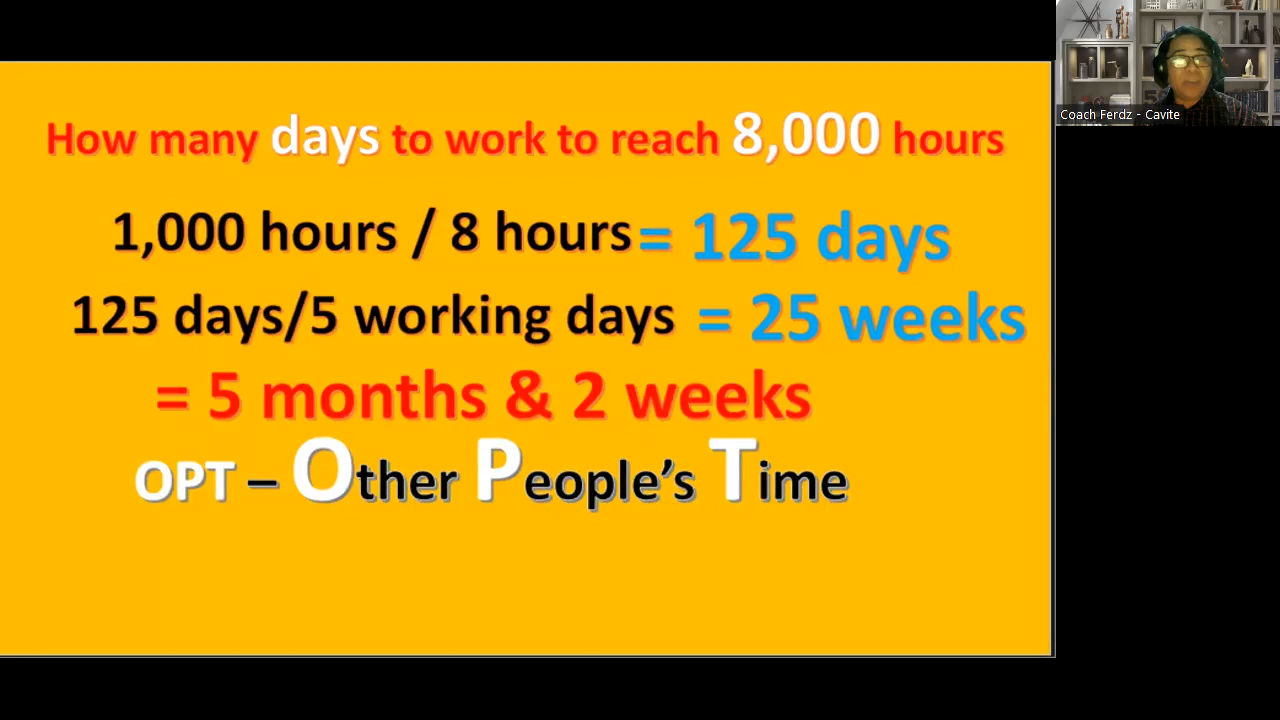 How many days to work to reach 8,000 hours
1,000 hours / 8 hours = 125 days
125 days/5 working days = 25 weeks
= 5 months & 2 weeks
OPT – Other People's Time
Coach Ferdz - Cavite